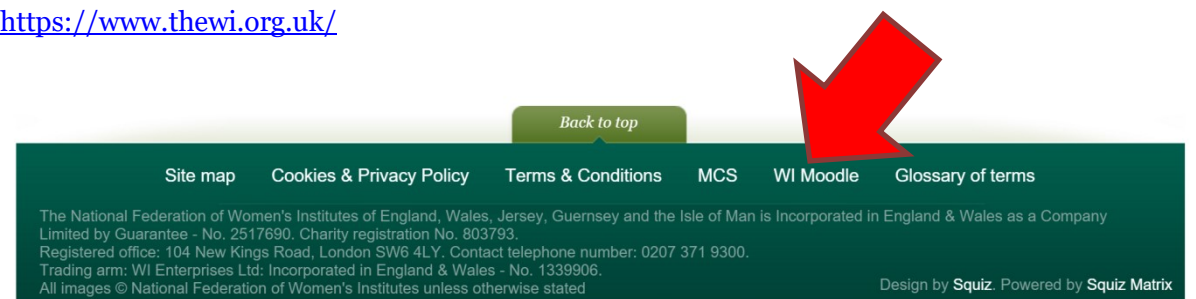 https://www.thewi.org.uk/
Back to top
Site map Cookies & Privacy Policy Terms & Conditions MCS WI Moodle Glossary of terms
The National Federation of Women's Institutes of England, Wales, Jersey, Guernsey and the Isle of Man is Incorporated in England & Wales as a Company
Limited by Guarantee - No. 2517690. Charity registration No. 803793.
Registered office: 104 New Kings Road, London SW6 4LY. Contact telephone number: 0207 371 9300.
Trading arm: WI Enterprises Ltd: Incorporated in England & Wales - No. 1339906.
All images © National Federation of Women's Institutes unless otherwise stated
Design by Squiz. Powered by Squiz Matrix